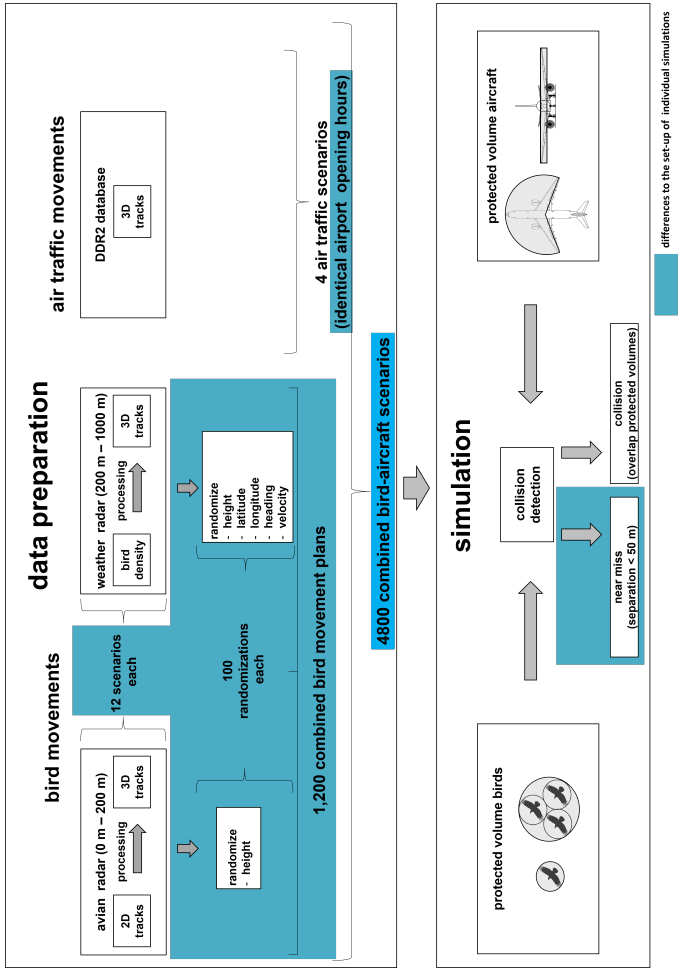 data preparation
bird movements
air traffic movements
avian radar (0 m – 200 m)
2D
tracks
processing
3D
tracks
12 scenarios
each
weather radar (200 m – 1000 m)
bird
density
processing
3D
tracks
DDR2 database
3D
tracks
randomize
- height
100
randomizations
each
randomize
- height
- latitude
- longitude
- heading
- velocity
1,200 combined bird movement plans
4 air traffic scenarios
(identical airport opening hours)
4800 combined bird-aircraft scenarios
simulation
protected volume birds
collision
detection
near miss
(separation < 50 m)
collision
(overlap protected volumes)
protected volume aircraft
differences to the set-up of individual simulations